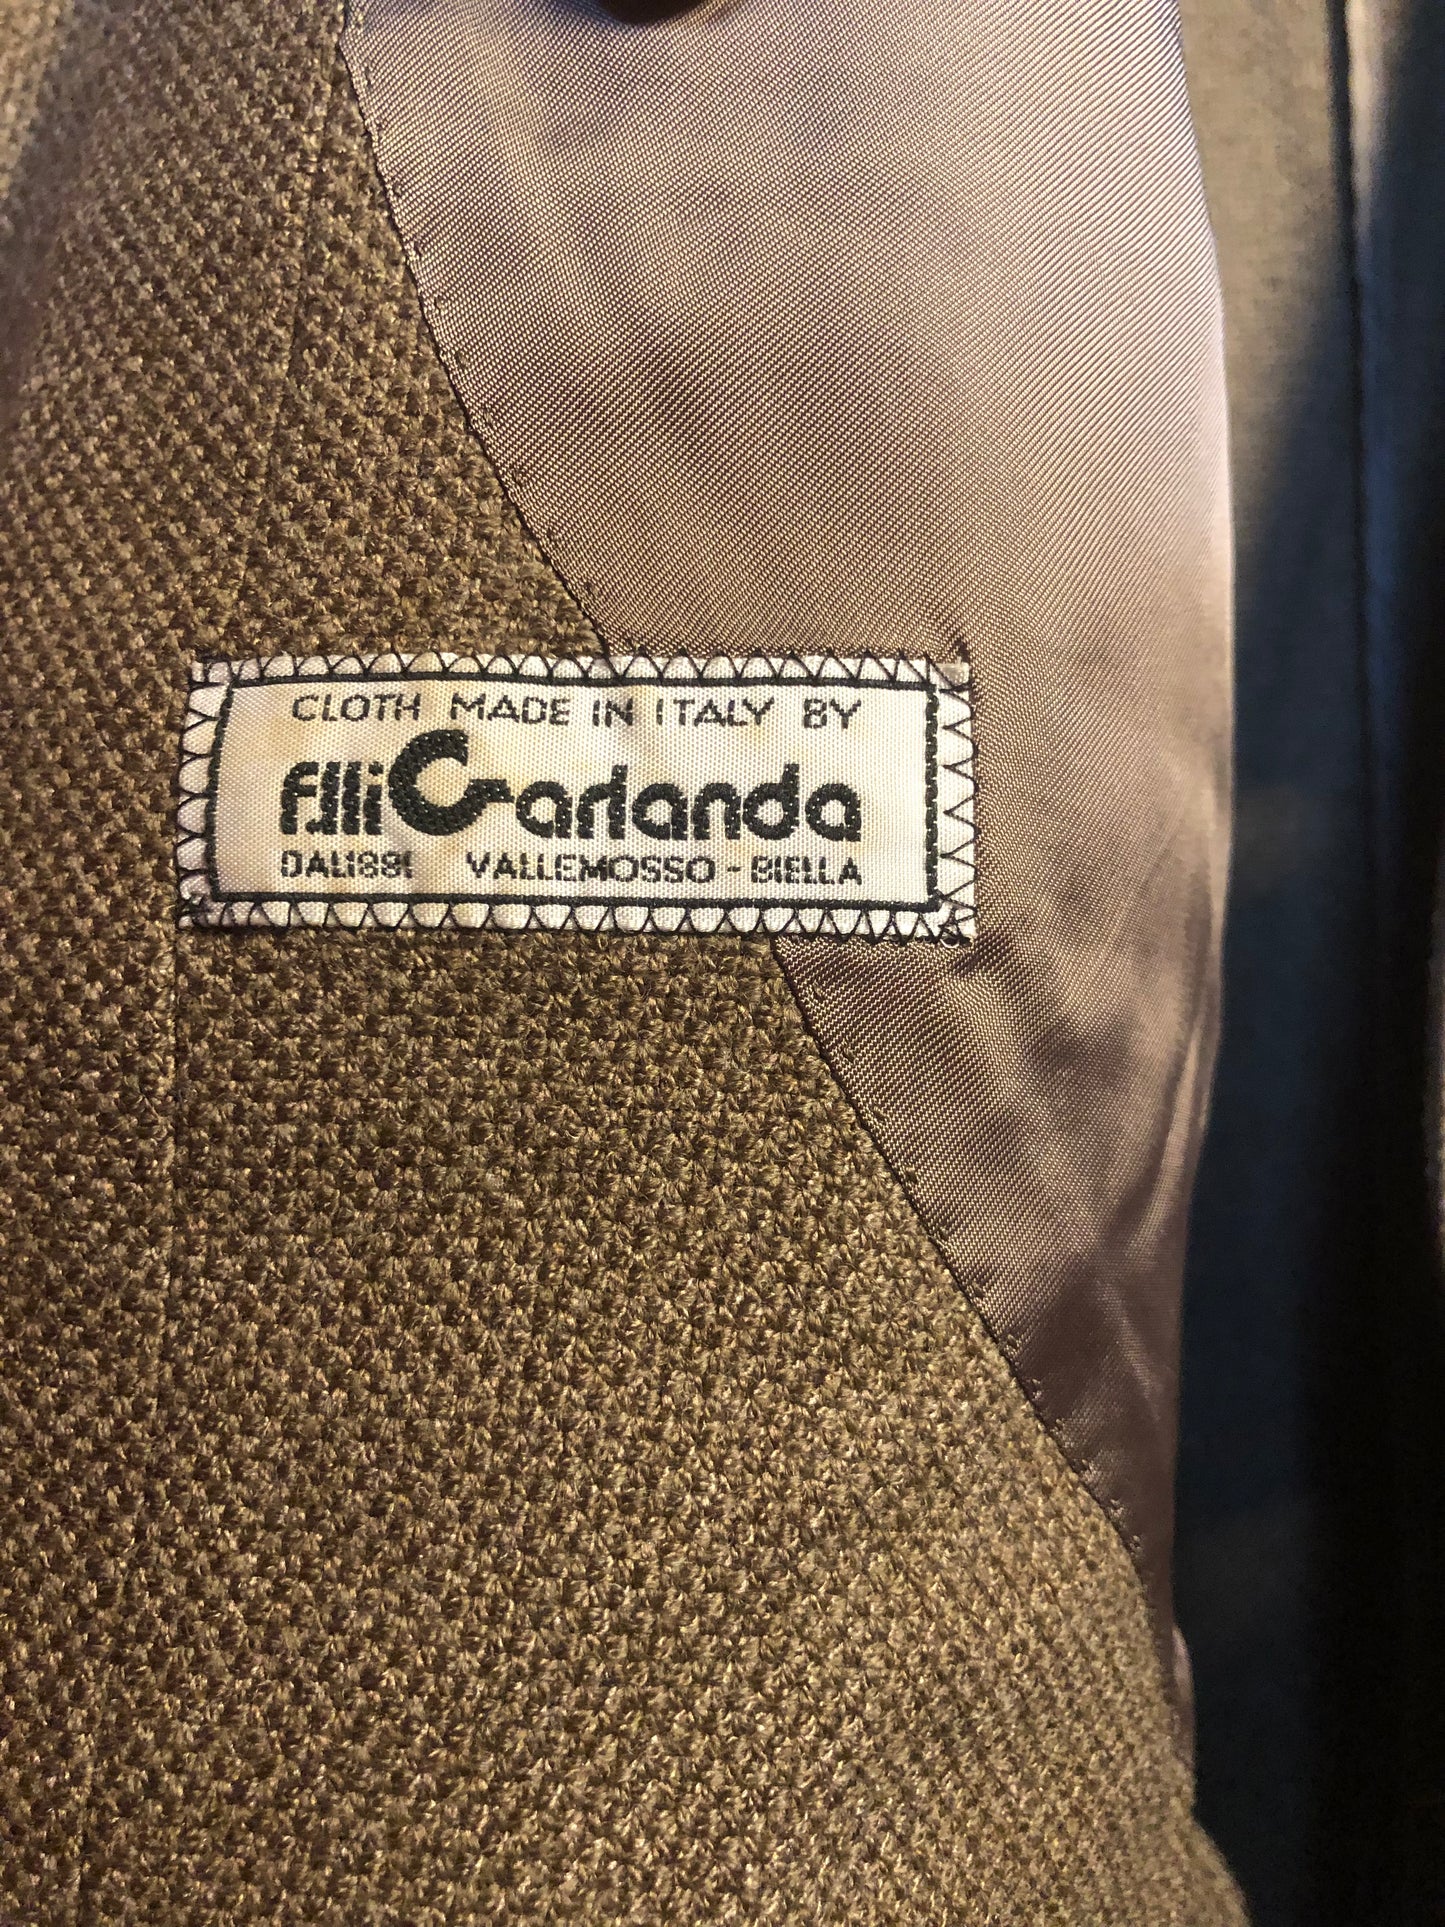 CLOTH MADE IN ITALY BY
f.lli Garlanda
DAL1881 VALLEMOSSO - BIELLA